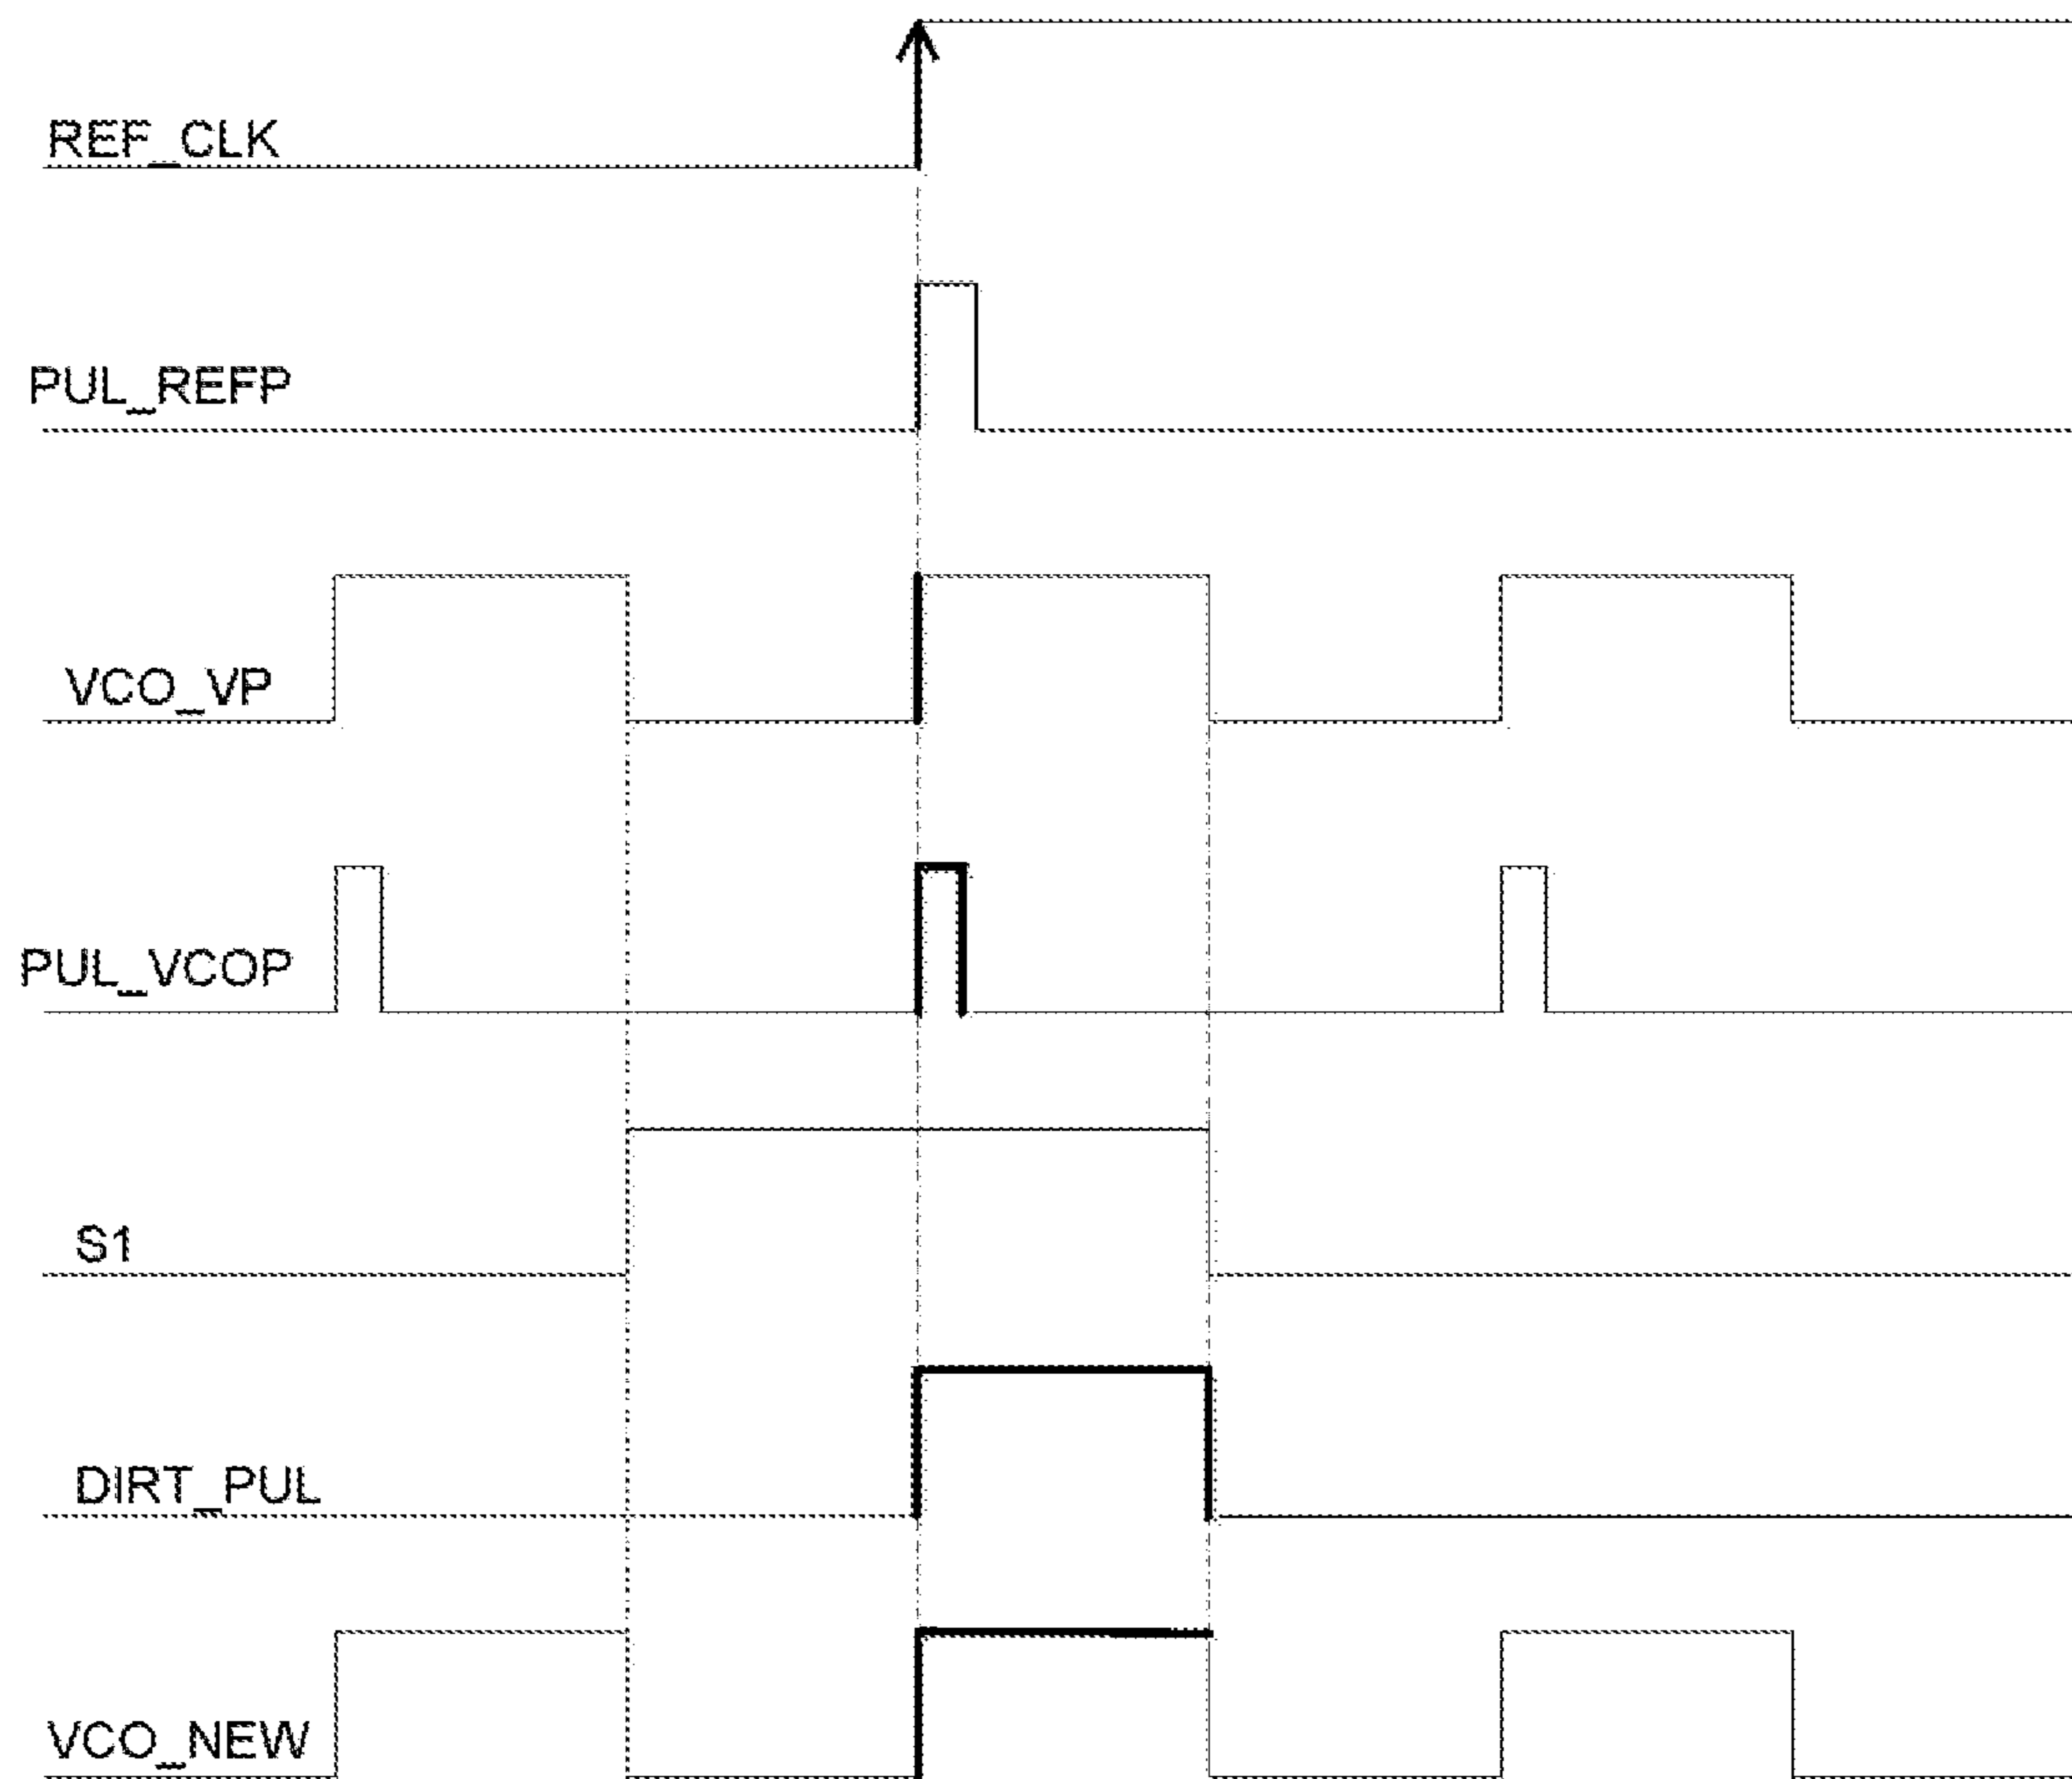 REF_CLK
PUL_REFP
VCO_VP
PUL_VCOP
S1
DIRT_PUL
VCO_NEW